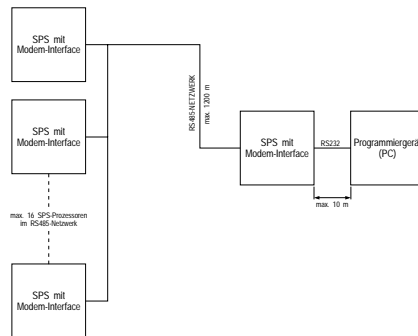 SPS mit
Modem-Interface
SPS mit
Modem-Interface
max. 16 SPS-Prozessoren
im RS485-Netzwerk
SPS mit
Modem-Interface
RS485-NETZWERK
max. 1200 m
SPS mit
Modem-Interface
RS232
max. 10 m
Programmiergerä
(PC)